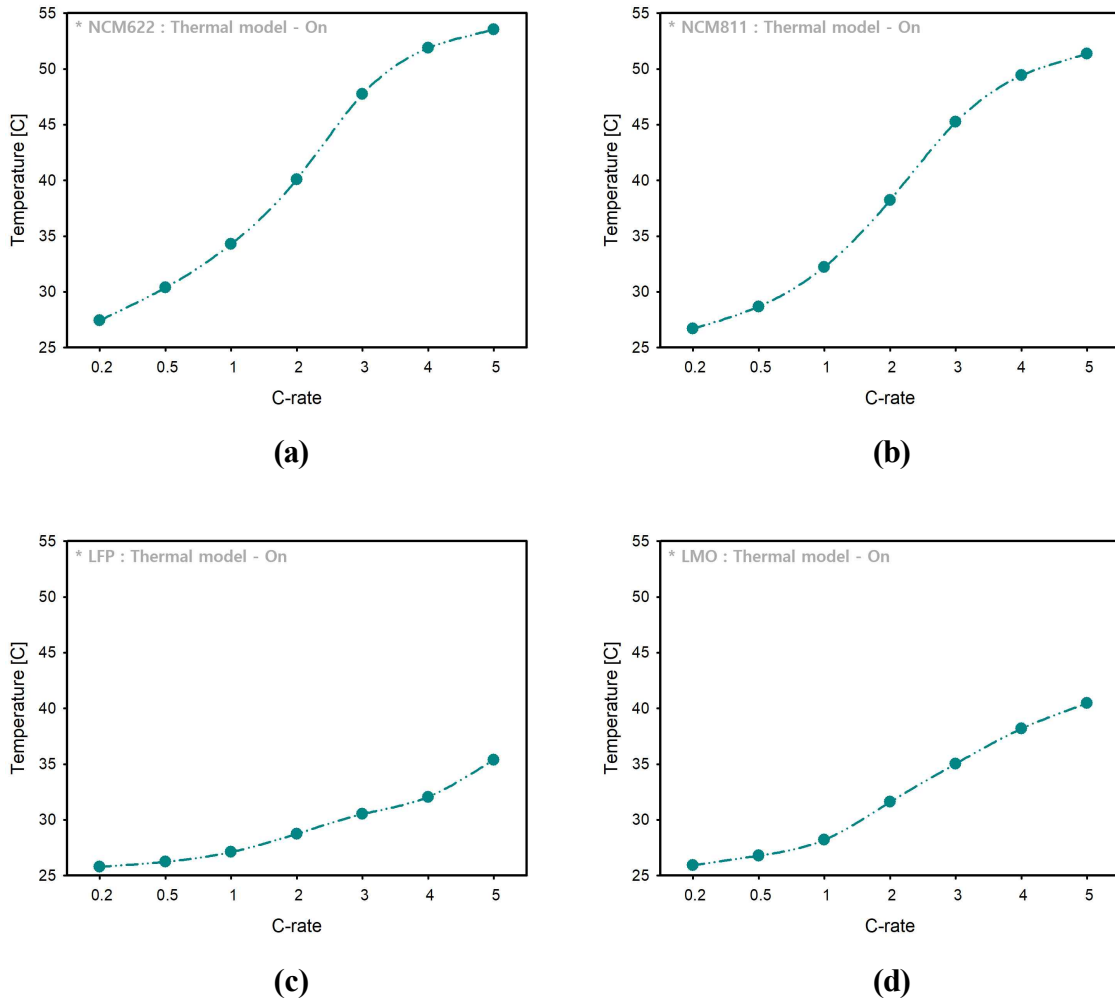 * NCM622 : Thermal model - On
55
50
45
40
35
30
25
Temperature [C]
0.2 0.5 1 2 3 4 5
C-rate
(a)
* NCM811 : Thermal model - On
55
50
45
40
35
30
25
Temperature [C]
0.2 0.5 1 2 3 4 5
C-rate
(b)
* LFP : Thermal model - On
55
50
45
40
35
30
25
Temperature [C]
0.2 0.5 1 2 3 4 5
C-rate
(c)
* LMO : Thermal model - On
55
50
45
40
35
30
25
Temperature [C]
0.2 0.5 1 2 3 4 5
C-rate
(d)